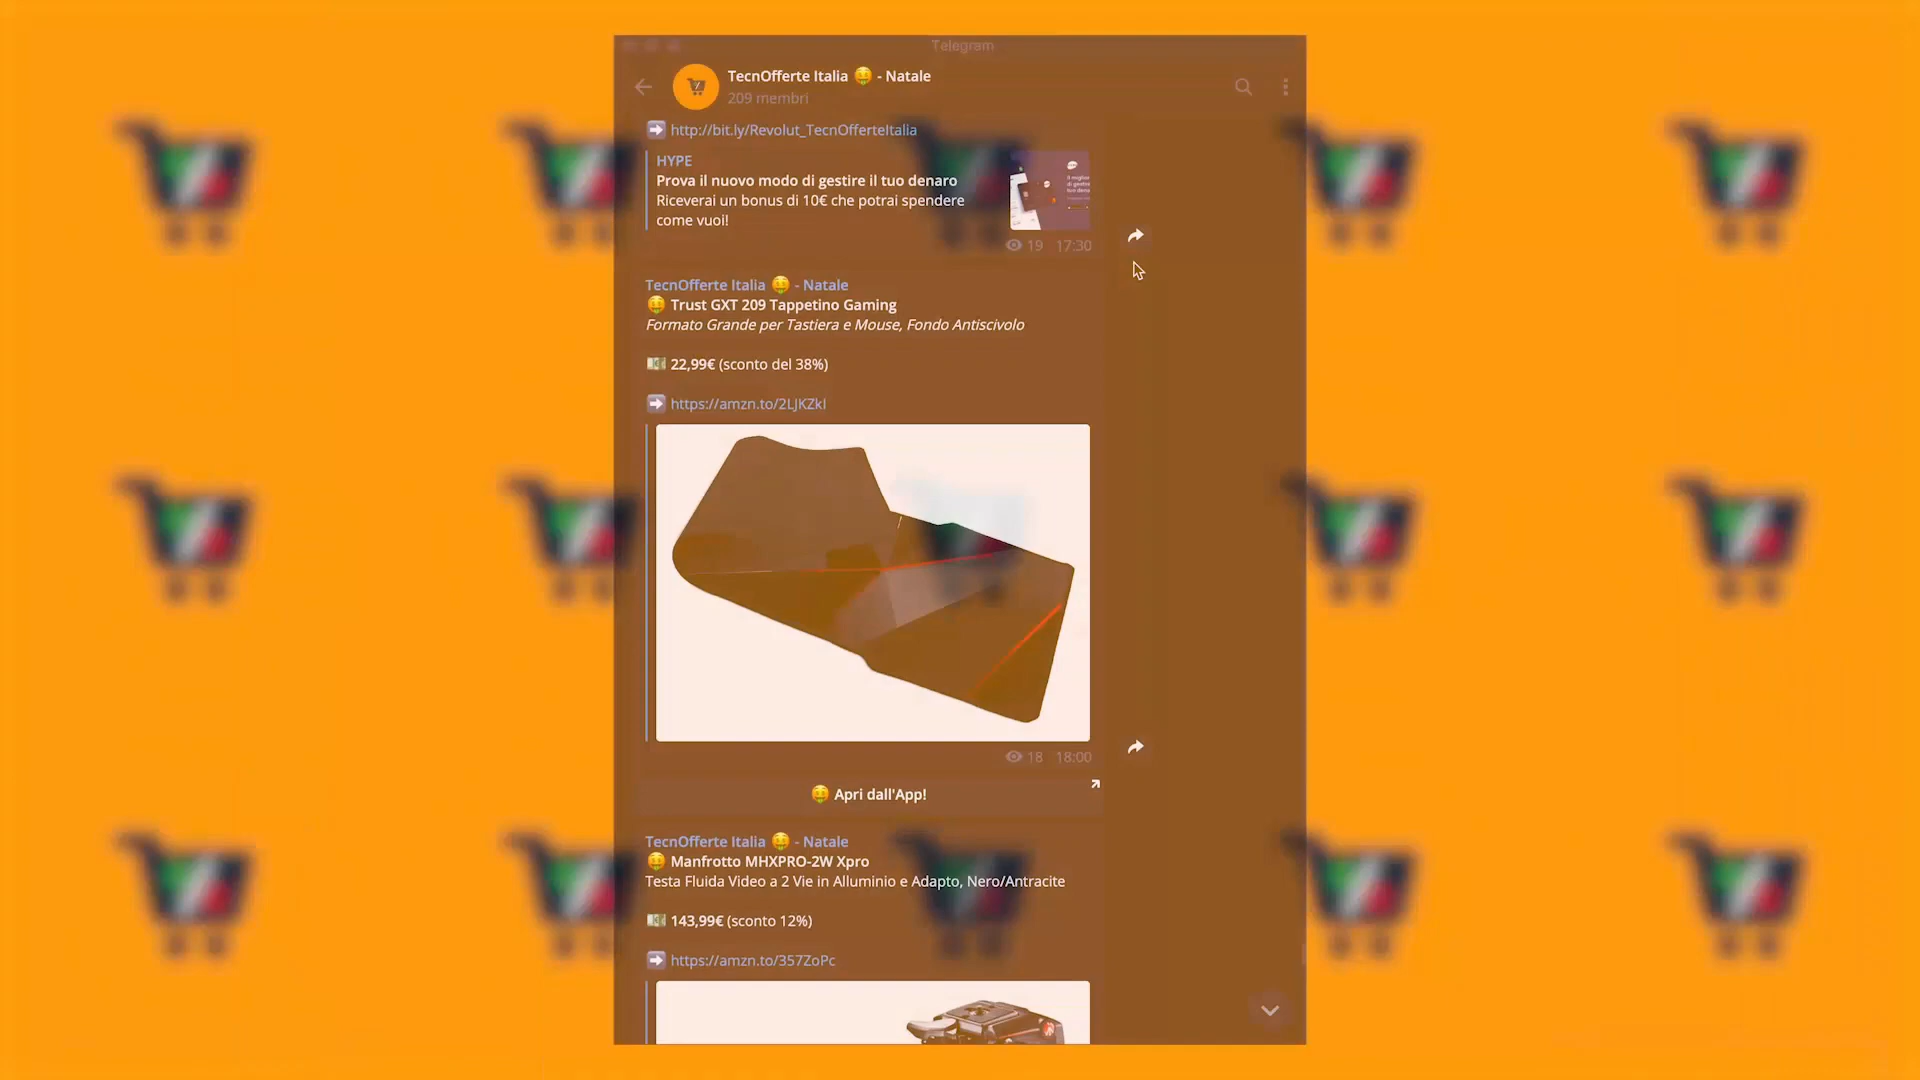 Telegram
TecnOfferte Italia 🤑 - Natale
209 membri
➡ http://bit.ly/Revolut_TecnOfferteItalia
HYPE
Prova il nuovo modo di gestire il tuo denaro
Riceverai un bonus di 10€ che potrai spendere
come vuoi!
19 17:30
TecnOfferte Italia 🤑 - Natale
🤑 Trust GXT 209 Tappetino Gaming
Formato Grande per Tastiera e Mouse, Fondo Antiscivolo
💵 22,99€ (sconto del 38%)
➡ https://amzn.to/2LJKZkl
18 18:00
🤑 Apri dall'App!
TecnOfferte Italia 🤑 - Natale
🤑 Manfrotto MHXPRO-2W Xpro
Testa Fluida Video a 2 Vie in Alluminio e Adapto, Nero/Antracite
💵 143,99€ (sconto 12%)
➡ https://amzn.to/357ZoPc